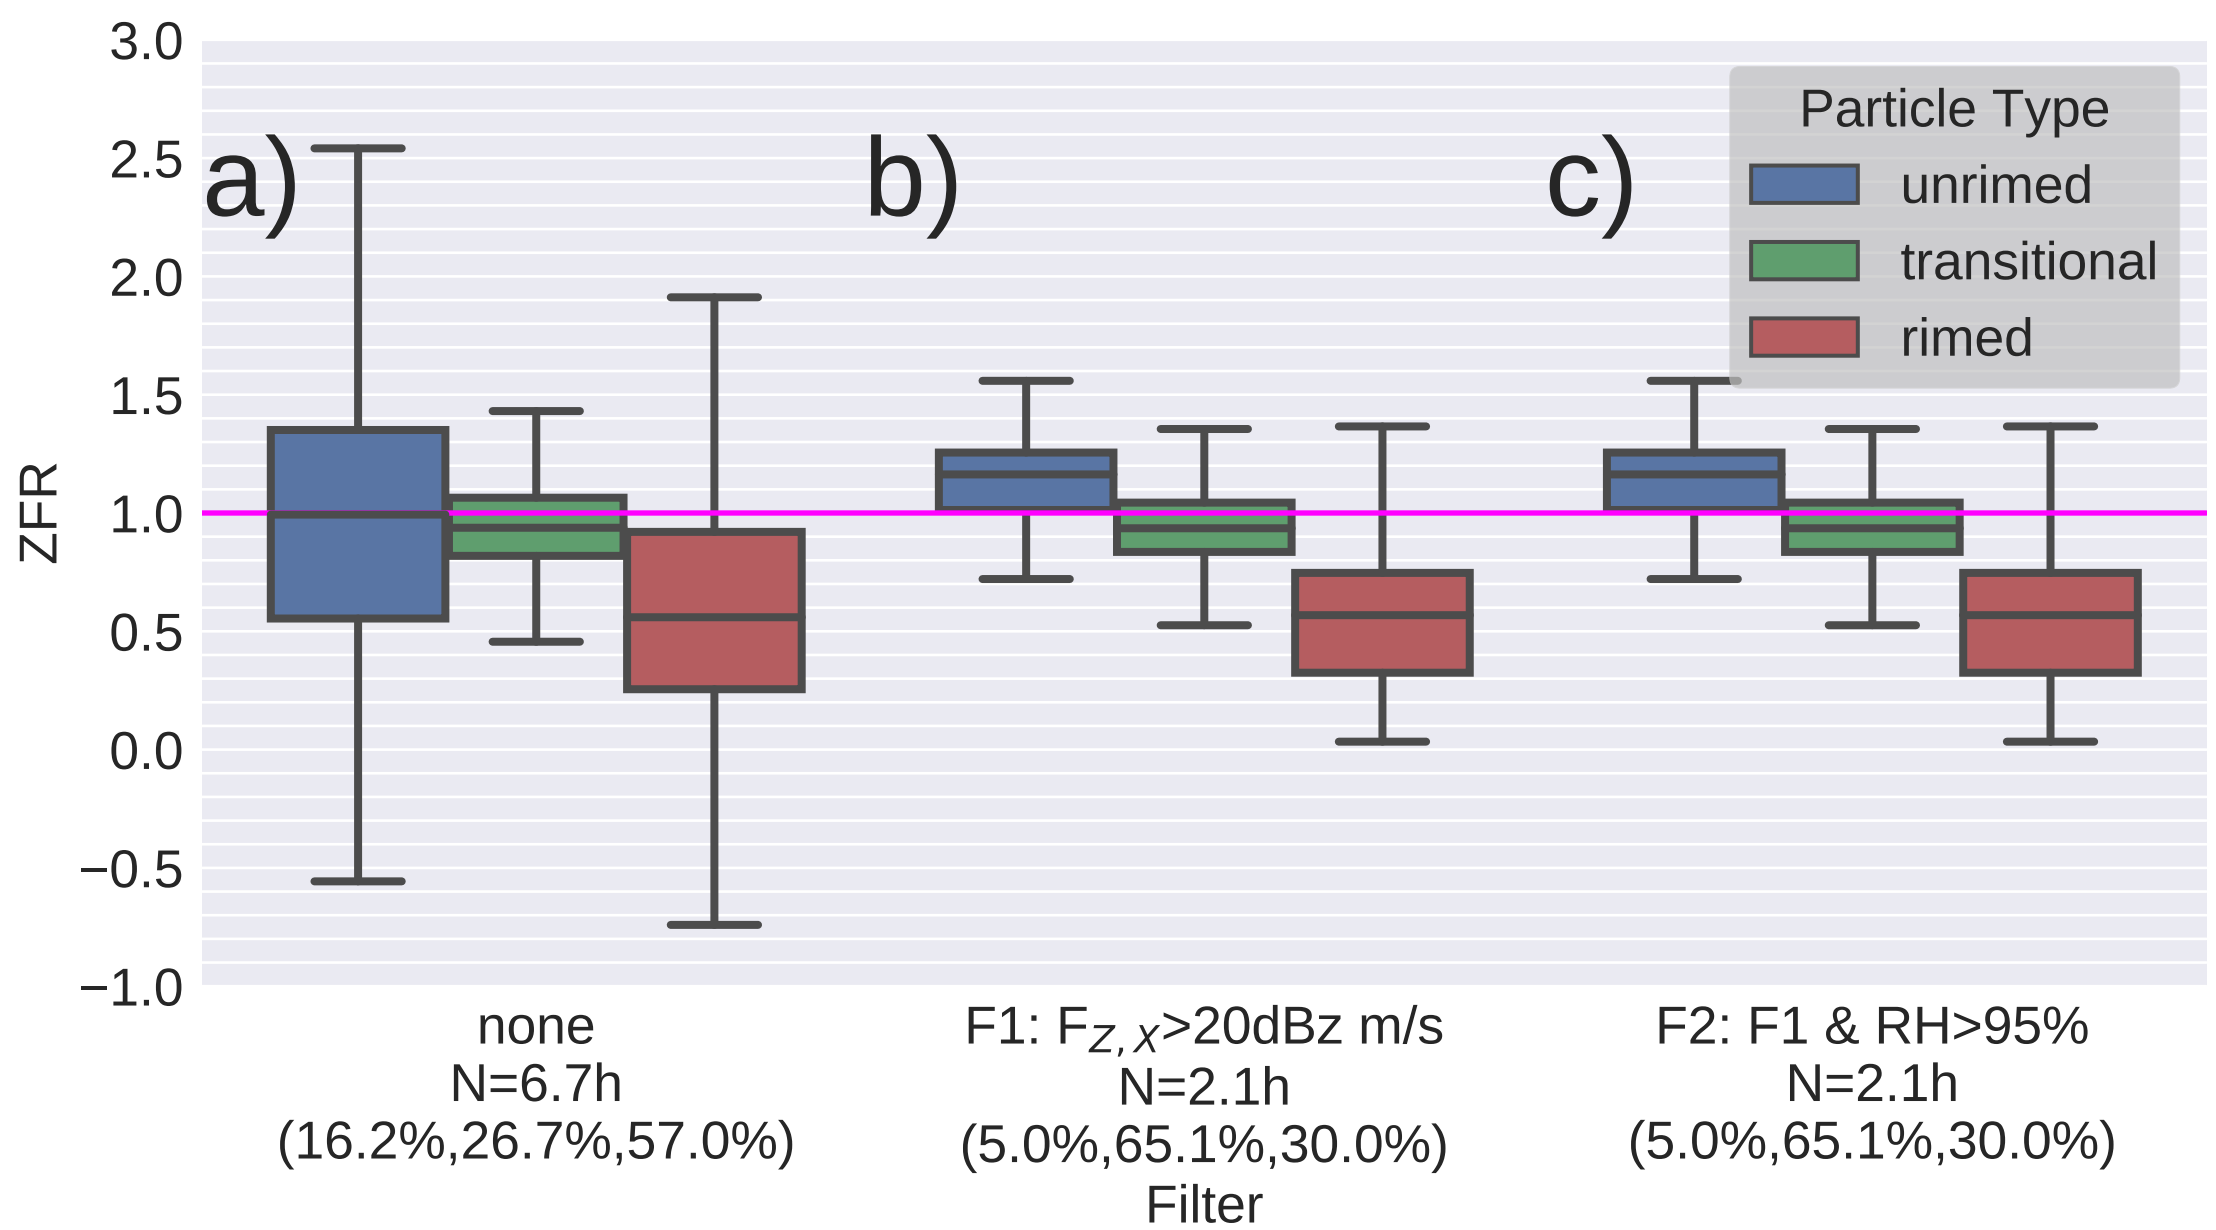 3.0
2.5
2.0
1.5
1.0
0.5
0.0
−0.5
−1.0
ZFR
a)
b)
c)
Particle Type
unrimed
transitional
rimed
none
N=6.7h
(16.2%,26.7%,57.0%)
F1: F_{Z,X}>20dBz m/s
N=2.1h
(5.0%,65.1%,30.0%)
F2: F1 & RH>95%
N=2.1h
(5.0%,65.1%,30.0%)
Filter